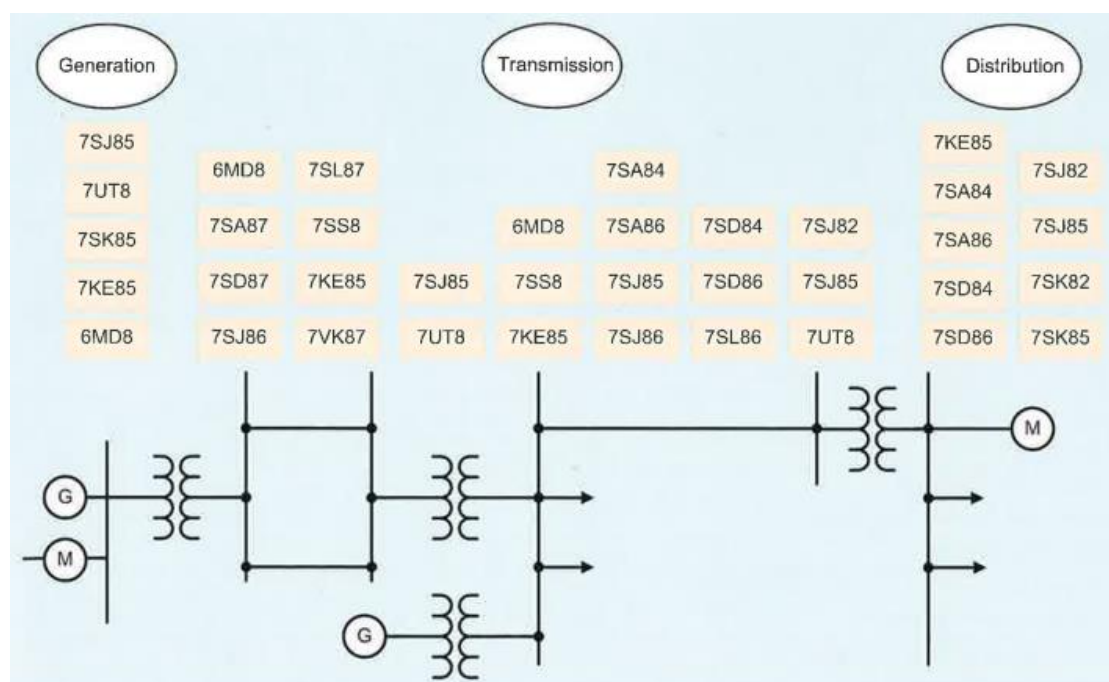 Generation
Transmission
Distribution
7SJ85
7UT8
7SK85
7KE85
6MD8
6MD8
7SA87
7SD87
7SJ86
7SL87
7SS8
7KE85
7VK87
7SJ85
7UT8
6MD8
7SS8
7KE85
7SA84
7SA86
7SJ85
7SJ86
7SD84
7SD86
7SL86
7SJ82
7SJ85
7UT8
7KE85
7SA84
7SA86
7SD84
7SD86
7SJ82
7SJ85
7SK82
7SK85
G
M
G
M